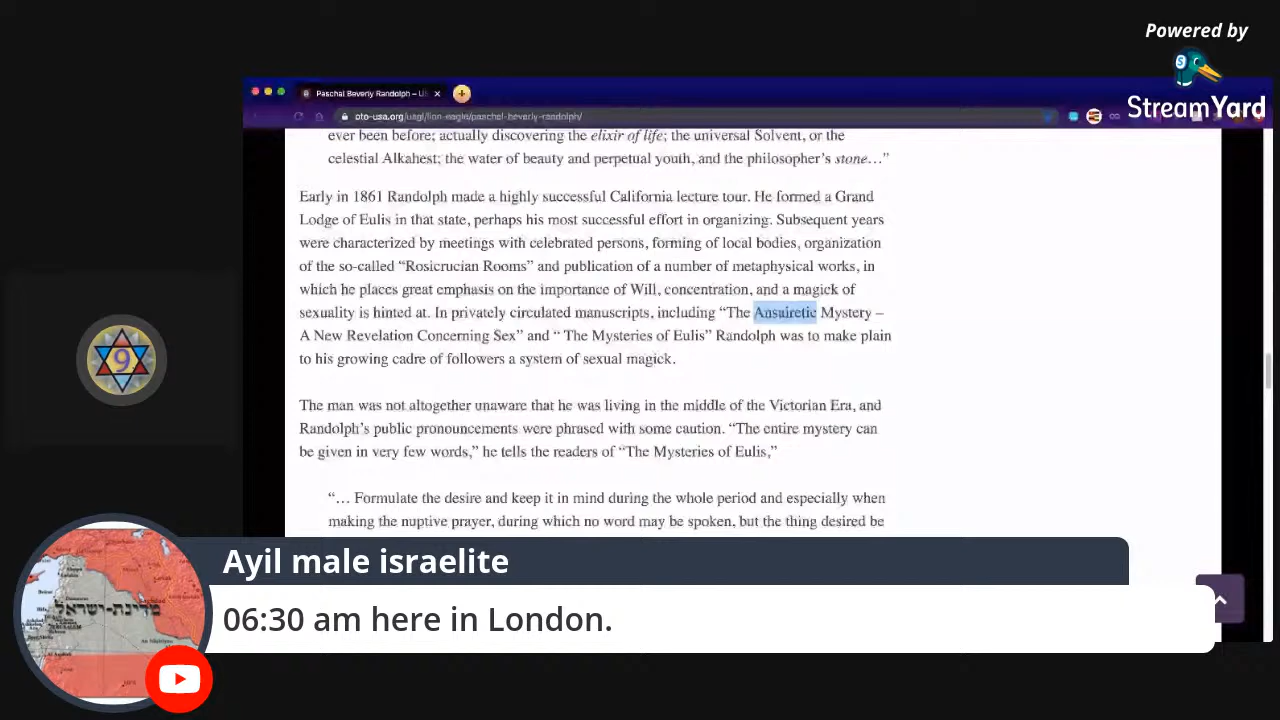 Powered by
StreamYard
Paschal Beverly Randolph – U
oto-usa.org/usgl/lion-eagle/paschal-beverly-randolph/
ever been before; actually discovering the elixir of life; the universal Solvent, or the
celestial Alkahest; the water of beauty and perpetual youth, and the philosopher's stone…”
Early in 1861 Randolph made a highly successful California lecture tour. He formed a Grand
Lodge of Eulis in that state, perhaps his most successful effort in organizing. Subsequent years
were characterized by meetings with celebrated persons, forming of local bodies, organization
of the so-called “Rosicrucian Rooms” and publication of a number of metaphysical works, in
which he places great emphasis on the importance of Will, concentration, and a magick of
sexuality is hinted at. In privately circulated manuscripts, including “The Ansairetic Mystery –
A New Revelation Concerning Sex” and “ The Mysteries of Eulis” Randolph was to make plain
to his growing cadre of followers a system of sexual magick.
The man was not altogether unaware that he was living in the middle of the Victorian Era, and
Randolph's public pronouncements were phrased with some caution. “The entire mystery can
be given in very few words,” he tells the readers of “The Mysteries of Eulis,”
“… Formulate the desire and keep it in mind during the whole period and especially when
making the nuptive prayer, during which no word may be spoken, but the thing desired be
9
מדינת-ישראל
Ayil male israelite
06:30 am here in London.